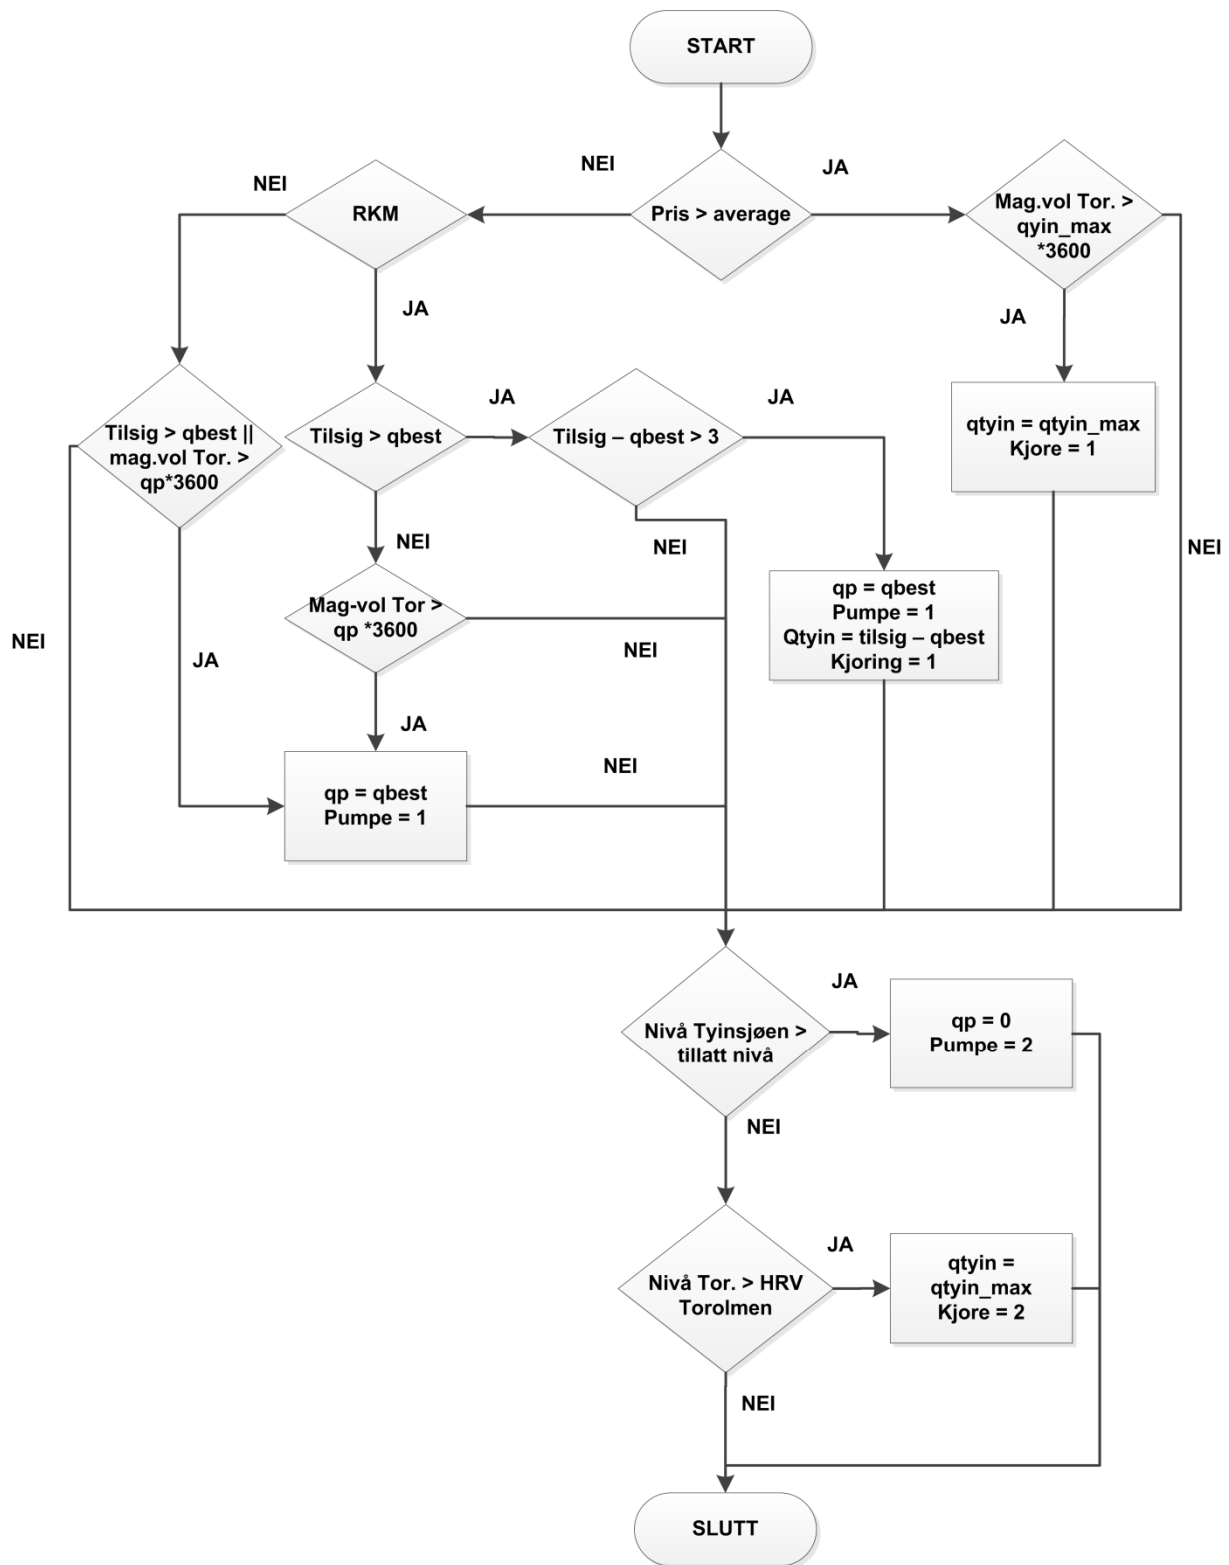 START
NEI
JA
NEI
RKM
Pris > average
Mag.vol Tor. >
qyin_max
*3600
JA
JA
Tilsig > qbest ||
mag.vol Tor. >
qp*3600
Tilsig > qbest
JA
Tilsig – qbest > 3
JA
qtyin = qtyin_max
Kjore = 1
NEI
NEI
NEI
Mag-vol Tor >
qp *3600
qp = qbest
Pumpe = 1
Qtyin = tilsig – qbest
Kjoring = 1
NEI
JA
NEI
JA
NEI
qp = qbest
Pumpe = 1
Nivå Tyinsjøen >
tillatt nivå
JA
qp = 0
Pumpe = 2
NEI
Nivå Tor. > HRV
Torolmen
JA
qtyin =
qtyin_max
Kjore = 2
NEI
SLUTT